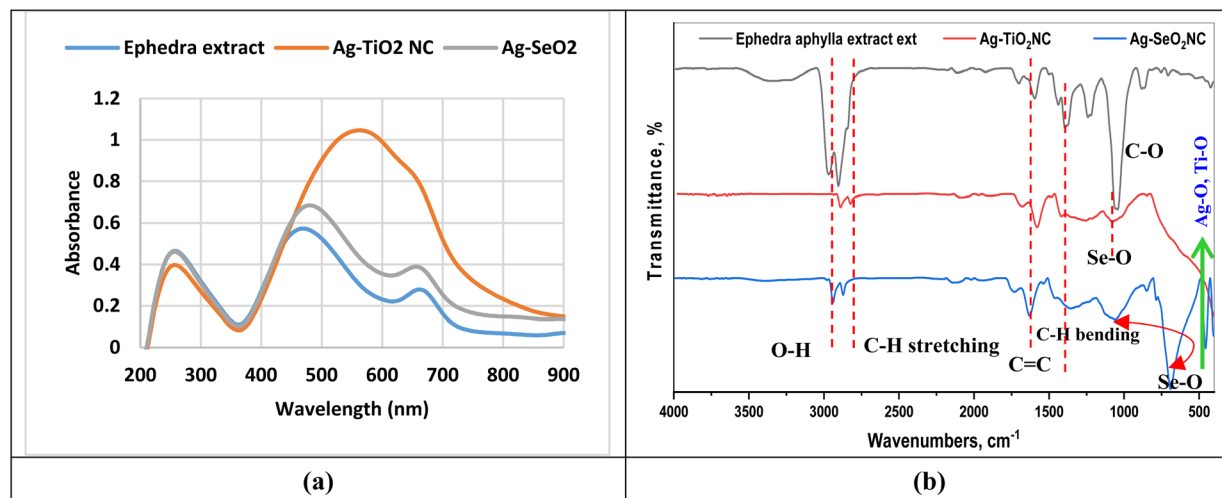 Ephedra extract Ag-TiO2 NC Ag-SeO2
1.2
1
0.8
0.6
0.4
0.2
0
Absorbance
200 300 400 500 600 700 800 900
Wavelength (nm)
(a)
Ephedra aphylla extract ext Ag-TiO₂NC Ag-SeO₂NC
Transmittance, %
C-O
Ag-O, Ti-O
Se-O
C-H bending
O-H
C-H stretching
C=C
Se-O
4000 3500 3000 2500 2000 1500 1000 500
Wavenumbers, cm⁻¹
(b)